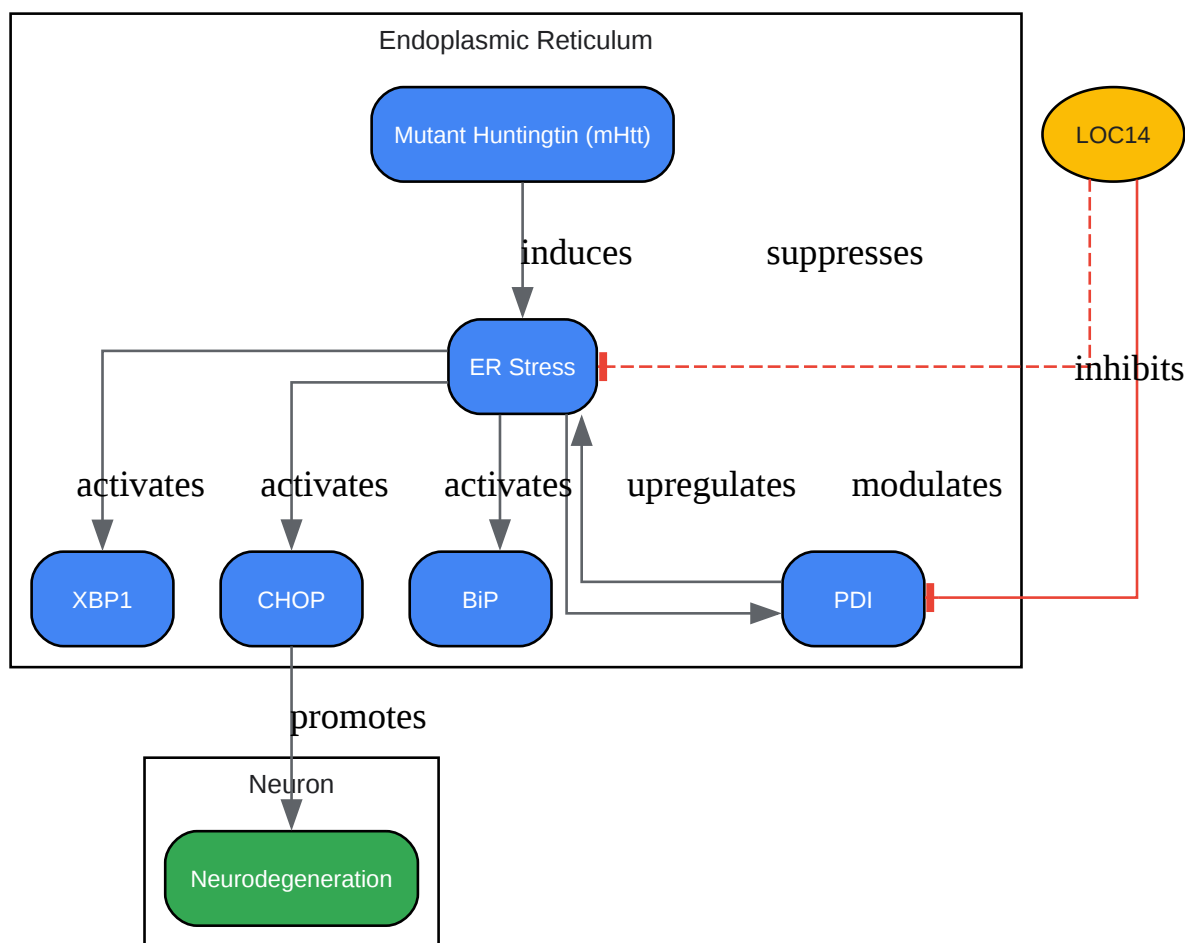 Endoplasmic Reticulum
Mutant Huntingtin (mHtt)
LOC14
induces
suppresses
ER Stress
inhibits
activates
activates
activates
upregulates
modulates
XBP1
CHOP
BiP
PDI
promotes
Neuron
Neurodegeneration